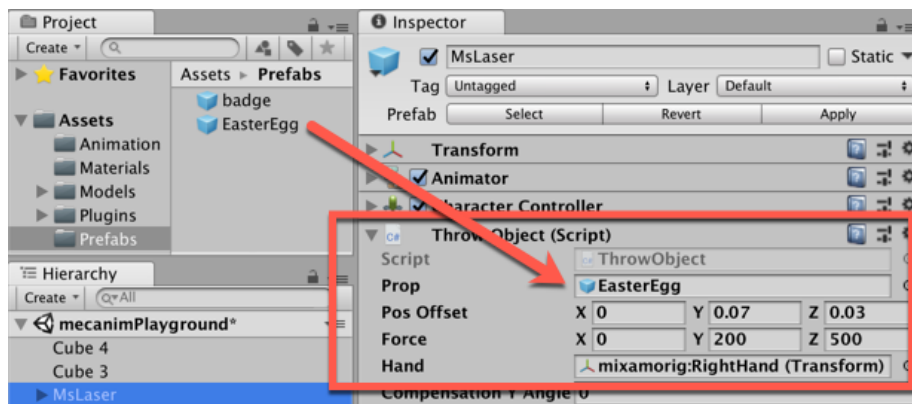 Project
Create
Favorites
Assets
Animation
Materials
Models
Plugins
Prefabs
Assets ▸ Prefabs
badge
EasterEgg
Hierarchy
Create All
mecanimPlayground*
Cube 4
Cube 3
MsLaser
Inspector
MsLaser Static
Tag Untagged Layer Default
Prefab Select Revert Apply
Transform
Animator
Character Controller
Throw Object (Script)
Script ThrowObject
Prop EasterEgg
Pos Offset X 0 Y 0.07 Z 0.03
Force X 0 Y 200 Z 500
Hand mixamorig:RightHand (Transform)
Compensation Y Angle 0